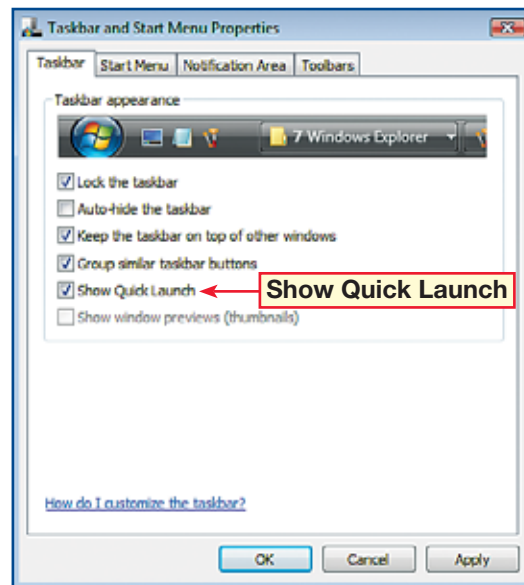 Taskbar and Start Menu Properties
Taskbar Start Menu Notification Area Toolbars
Taskbar appearance
7 Windows Explorer
Lock the taskbar
Auto-hide the taskbar
Keep the taskbar on top of other windows
Group similar taskbar buttons
Show Quick Launch Show Quick Launch
Show window previews (thumbnails)
How do I customize the taskbar?
OK Cancel Apply